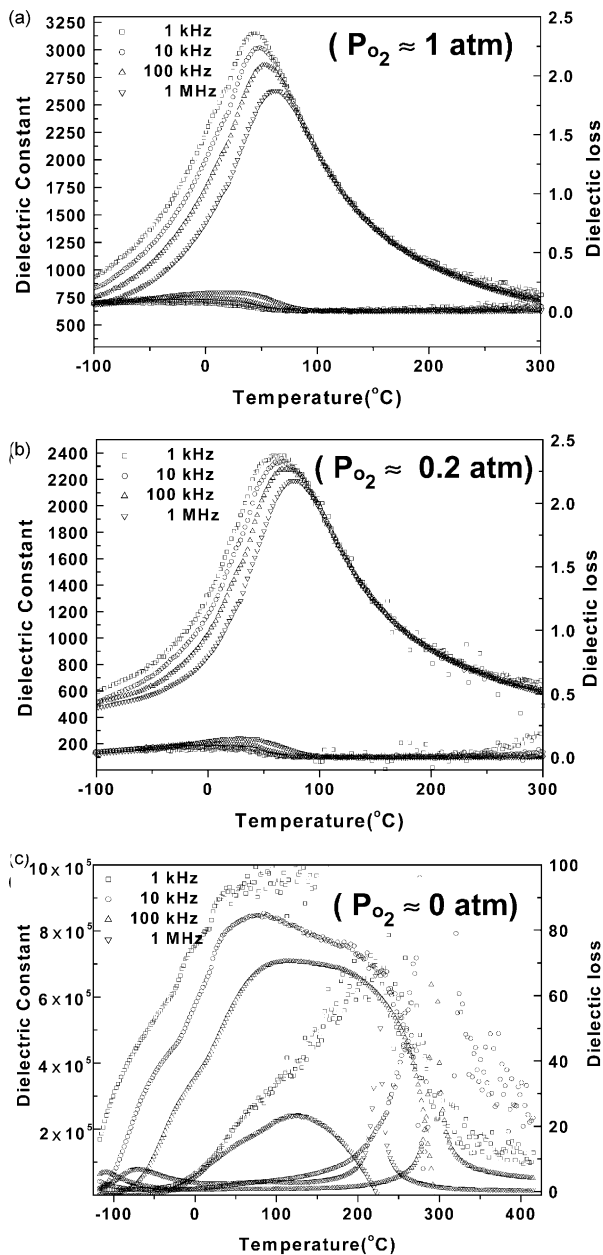 (a)
1 kHz
10 kHz
100 kHz
1 MHz
( Po2 ≈ 1 atm)
3250
3000
2750
2500
2250
2000
1750
1500
1250
1000
750
500
2.5
2.0
1.5
1.0
0.5
0.0
-100 0 100 200 300
Dielectric Constant
Dielectic loss
Temperature(°C)
(b)
1 kHz
10 kHz
100 kHz
1 MHz
( Po2 ≈ 0.2 atm)
2400
2200
2000
1800
1600
1400
1200
1000
800
600
400
200
2.5
2.0
1.5
1.0
0.5
0.0
-100 0 100 200 300
Dielectric Constant
Dielectic loss
Temperature(°C)
(c)
1 kHz
10 kHz
100 kHz
1 MHz
( Po2 ≈ 0 atm)
10 x 10^5
8 x 10^5
6 x 10^5
4 x 10^5
2 x 10^5
100
80
60
40
20
0
-100 0 100 200 300 400
Dielectric Constant
Dielectric loss
Temperature(°C)